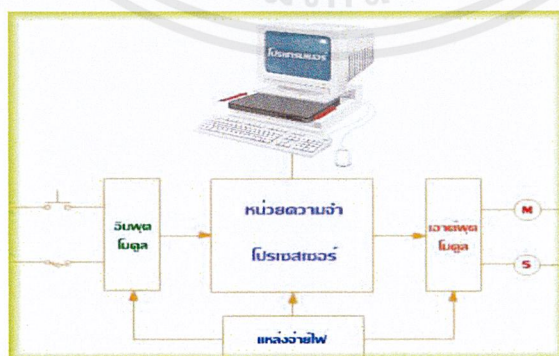 โปรแกรมเมอร์
อินพุต
โมดูล
หน่วยความจำ
โปรเซสเซอร์
เอาต์พุต
โมดูล
M
S
แหล่งจ่ายไฟ